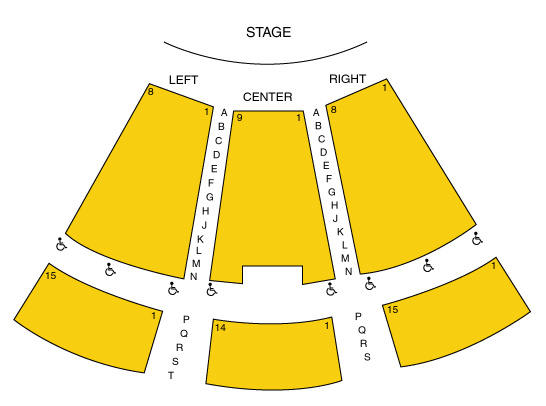 STAGE
LEFT
CENTER
RIGHT
8 1
9 1
8 1
A
B
C
D
E
F
G
H
J
K
L
M
N
A
B
C
D
E
F
G
H
J
K
L
M
N
15 1
14 1
15 1
P
Q
R
S
T
P
Q
R
S